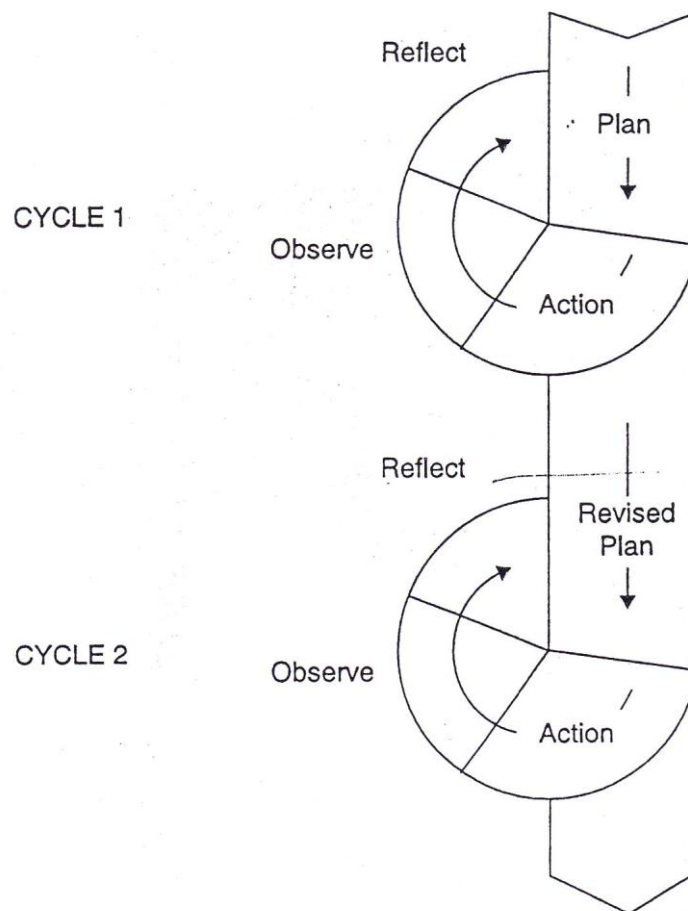 Reflect
Plan
CYCLE 1
Observe
Action
Reflect
Revised
Plan
CYCLE 2
Observe
Action